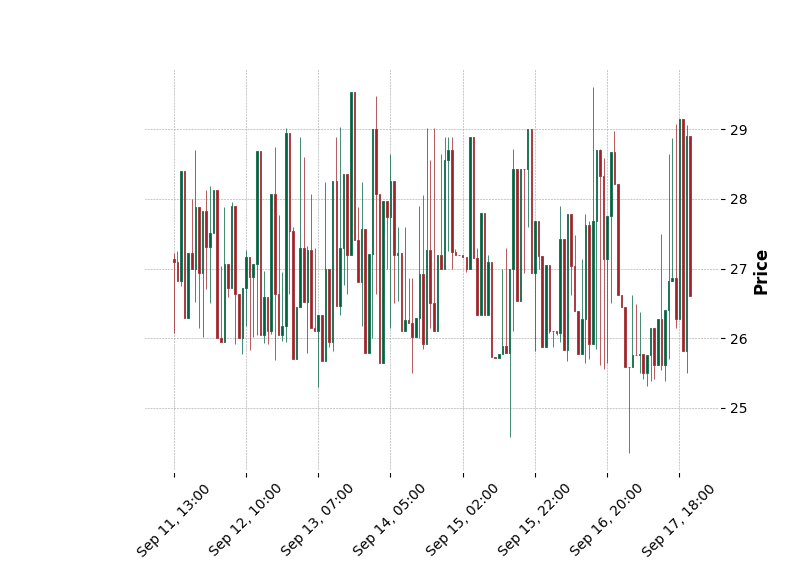 29
28
27
26
25
Price
Sep 11, 13:00
Sep 12, 10:00
Sep 13, 07:00
Sep 14, 05:00
Sep 15, 02:00
Sep 15, 22:00
Sep 16, 20:00
Sep 17, 18:00